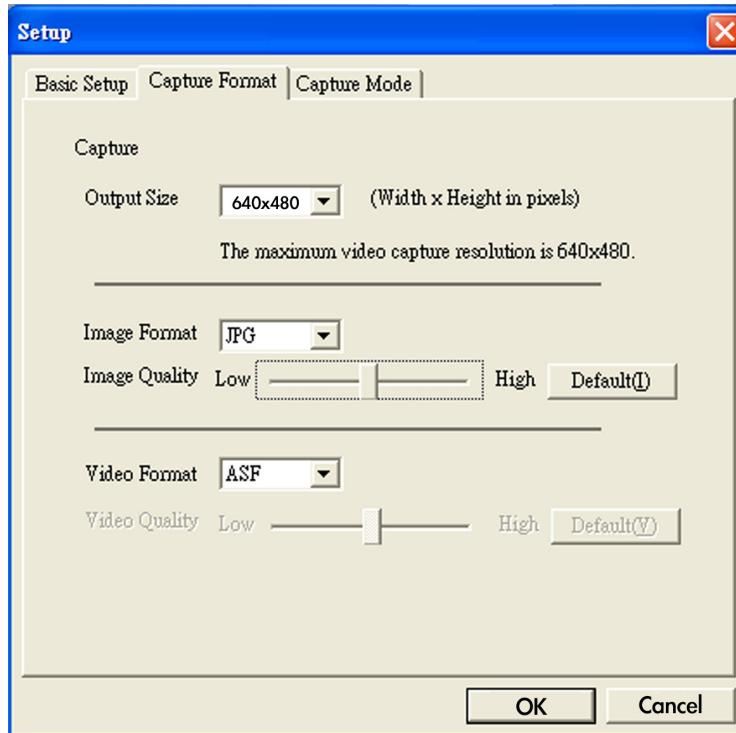 Setup
Basic Setup Capture Format Capture Mode
Capture
Output Size 640x480 (Width x Height in pixels)
The maximum video capture resolution is 640x480.
Image Format JPG
Image Quality Low High Default(I)
Video Format ASF
Video Quality Low High Default(V)
OK Cancel